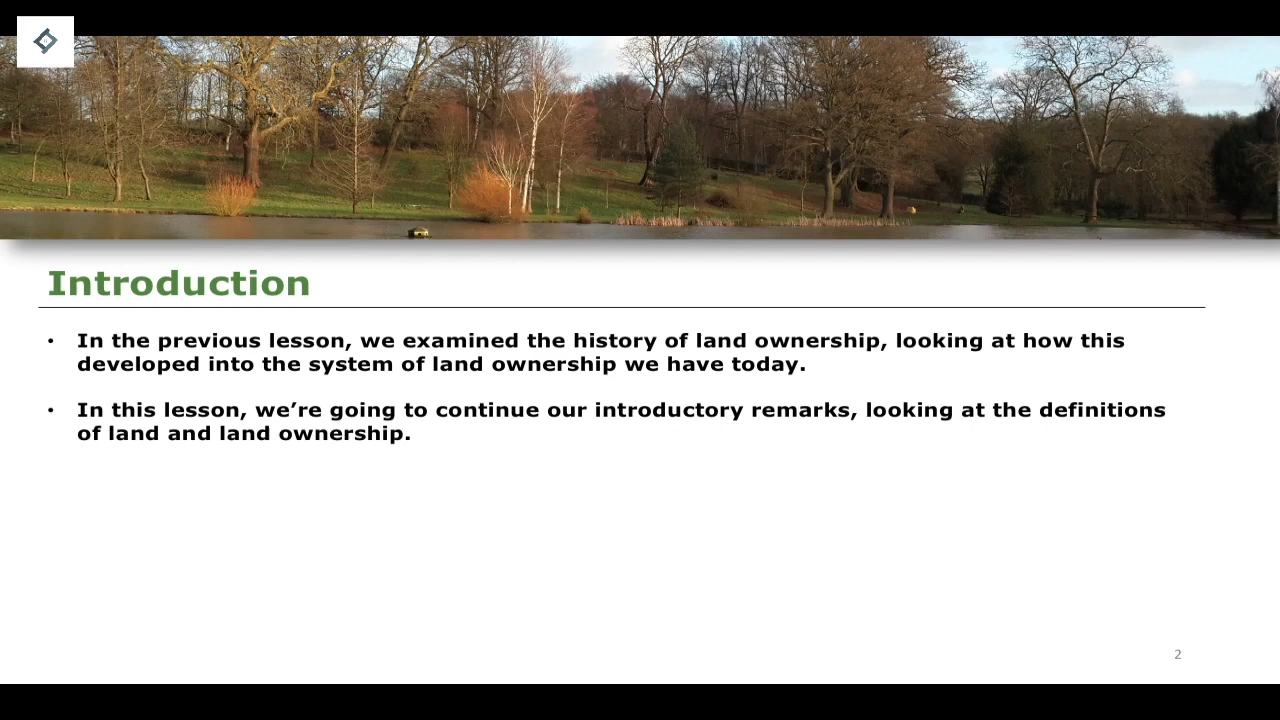 Introduction
• In the previous lesson, we examined the history of land ownership, looking at how this
developed into the system of land ownership we have today.
• In this lesson, we’re going to continue our introductory remarks, looking at the definitions
of land and land ownership.
2